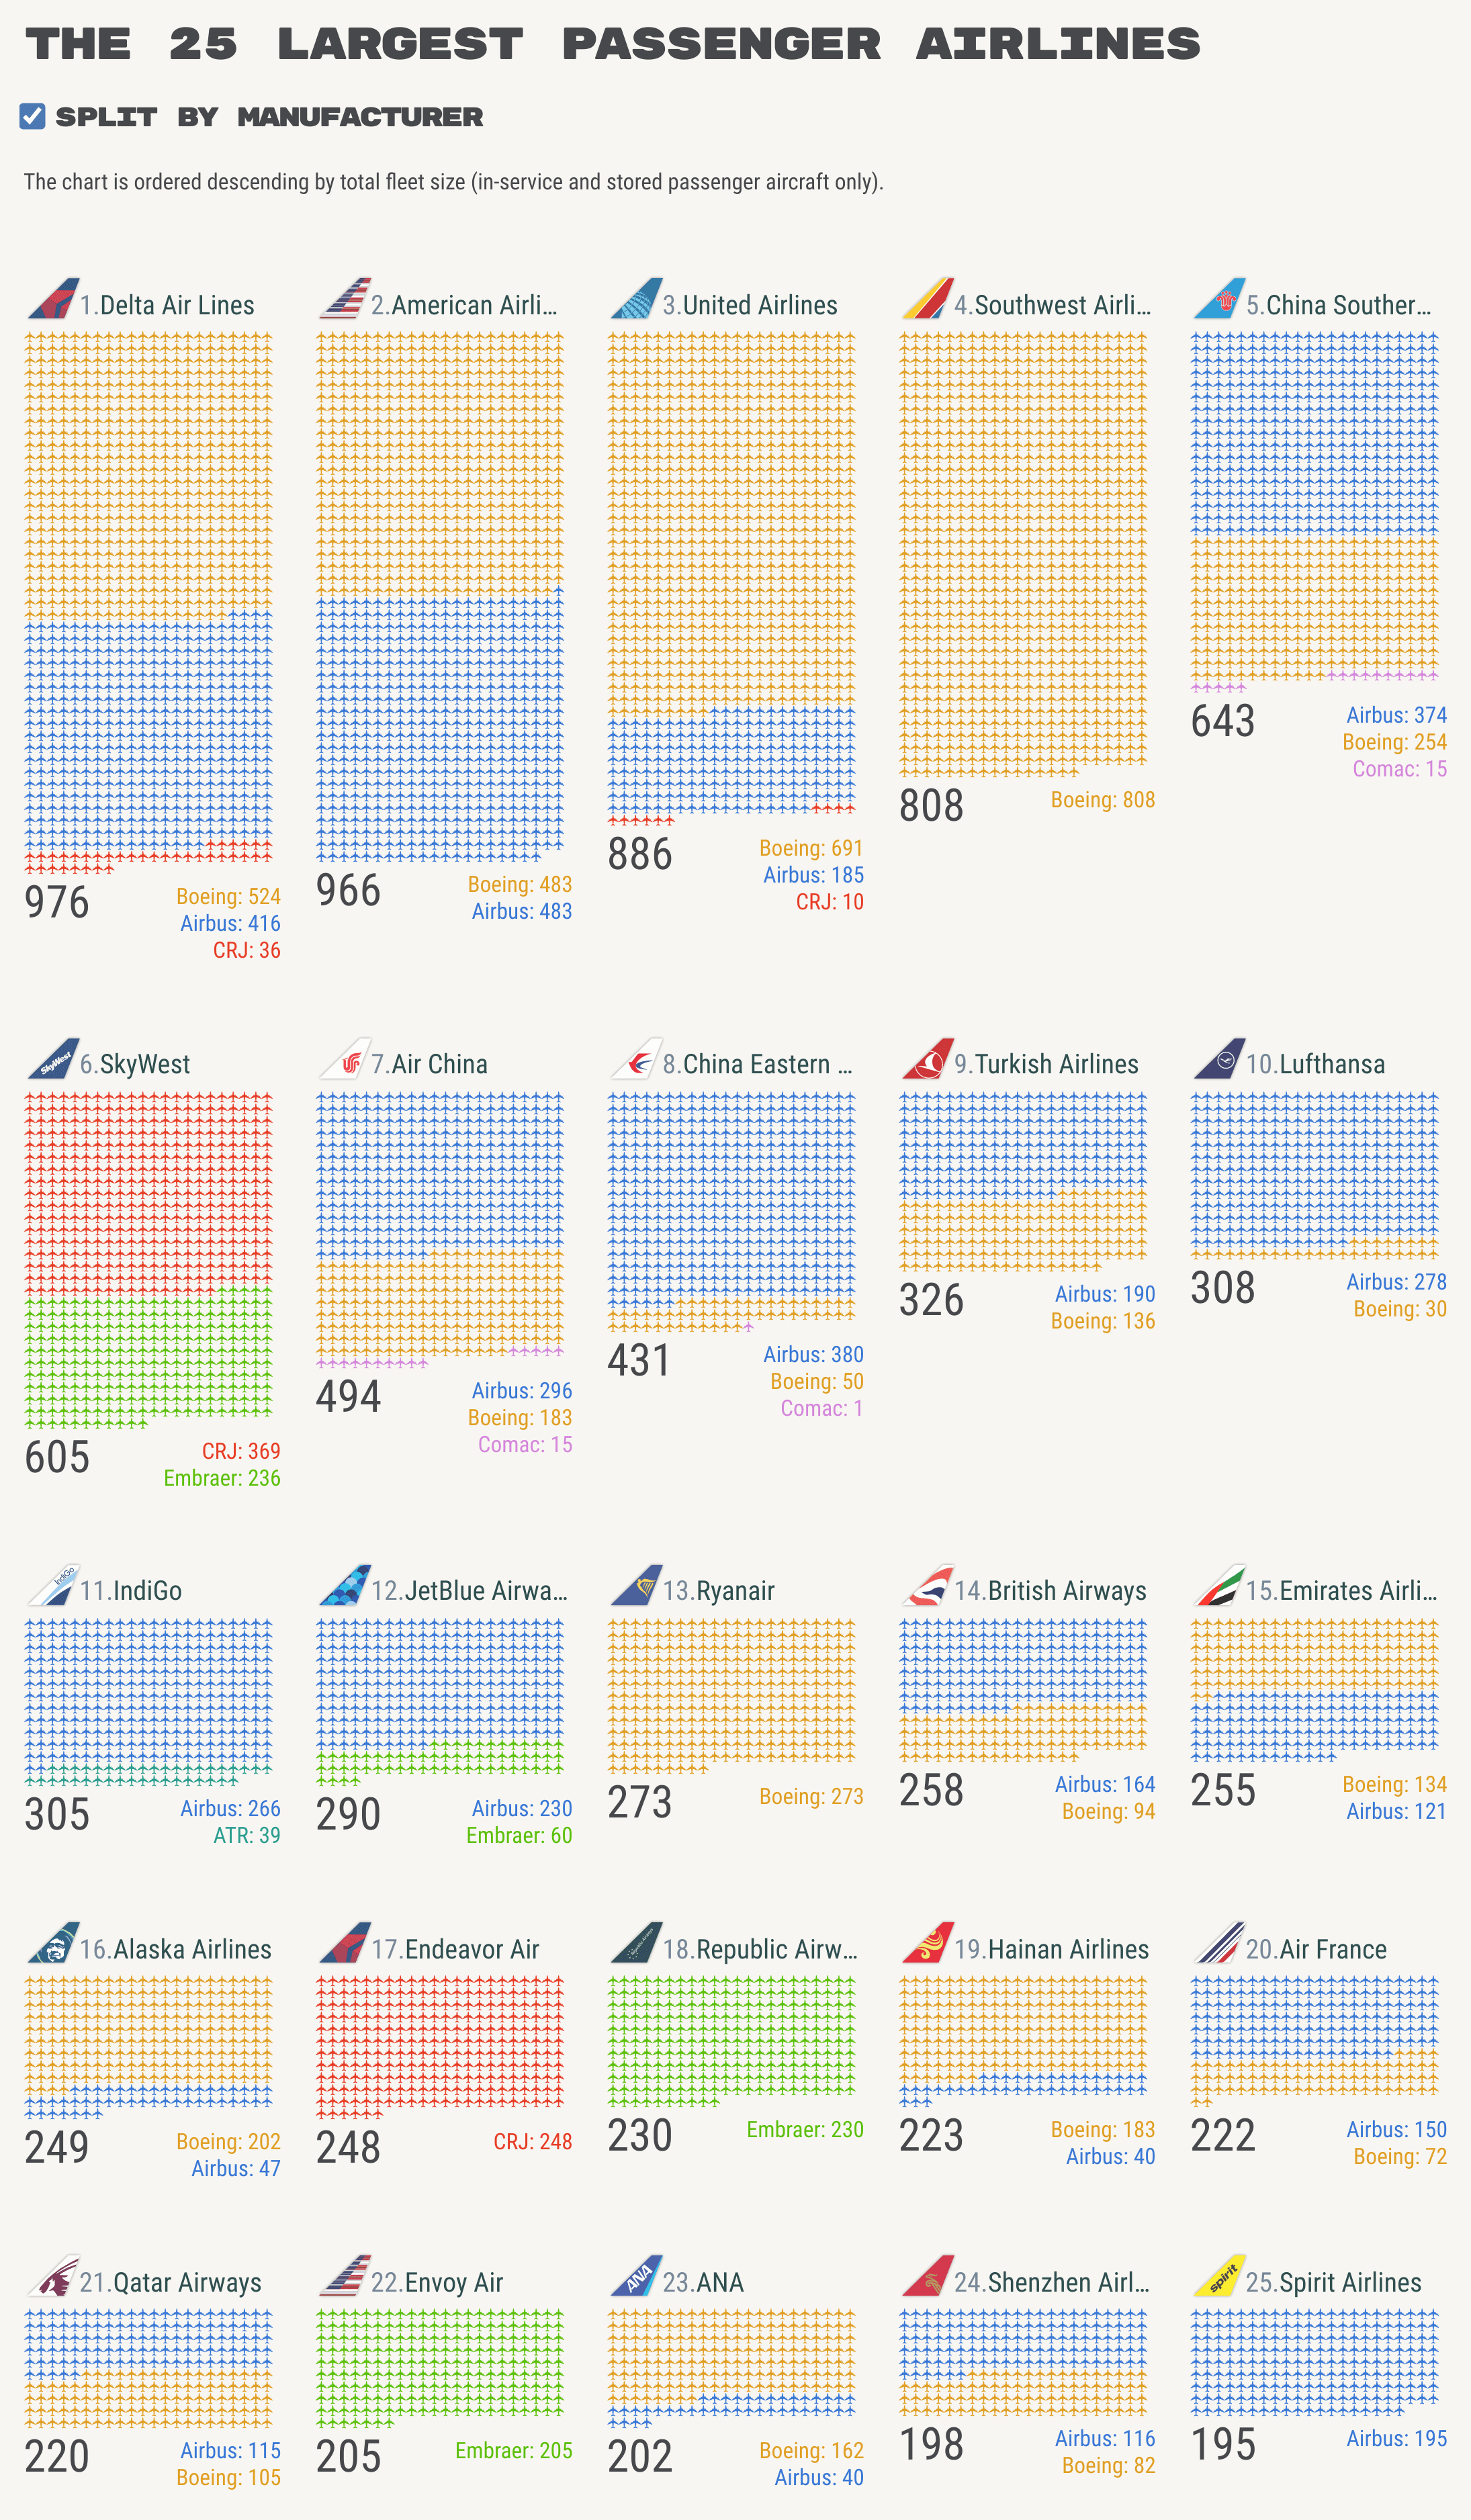 THE 25 LARGEST PASSENGER AIRLINES
SPLIT BY MANUFACTURER
The chart is ordered descending by total fleet size (in-service and stored passenger aircraft only).
1.Delta Air Lines
976
Boeing: 524
Airbus: 416
CRJ: 36
2.American Airli...
966
Boeing: 483
Airbus: 483
3.United Airlines
886
Boeing: 691
Airbus: 185
CRJ: 10
4.Southwest Airli...
808
Boeing: 808
5.China Souther...
643
Airbus: 374
Boeing: 254
Comac: 15
SkyWest
6.SkyWest
605
CRJ: 369
Embraer: 236
7.Air China
494
Airbus: 296
Boeing: 183
Comac: 15
8.China Eastern ...
431
Airbus: 380
Boeing: 50
Comac: 1
9.Turkish Airlines
326
Airbus: 190
Boeing: 136
10.Lufthansa
308
Airbus: 278
Boeing: 30
IndiGo
11.IndiGo
305
Airbus: 266
ATR: 39
12.JetBlue Airwa...
290
Airbus: 230
Embraer: 60
13.Ryanair
273
Boeing: 273
14.British Airways
258
Airbus: 164
Boeing: 94
15.Emirates Airli...
255
Boeing: 134
Airbus: 121
16.Alaska Airlines
249
Boeing: 202
Airbus: 47
17.Endeavor Air
248
CRJ: 248
18.Republic Airw...
230
Embraer: 230
19.Hainan Airlines
223
Boeing: 183
Airbus: 40
20.Air France
222
Airbus: 150
Boeing: 72
21.Qatar Airways
220
Airbus: 115
Boeing: 105
22.Envoy Air
205
Embraer: 205
ANA
23.ANA
202
Boeing: 162
Airbus: 40
24.Shenzhen Airl...
198
Airbus: 116
Boeing: 82
spirit
25.Spirit Airlines
195
Airbus: 195